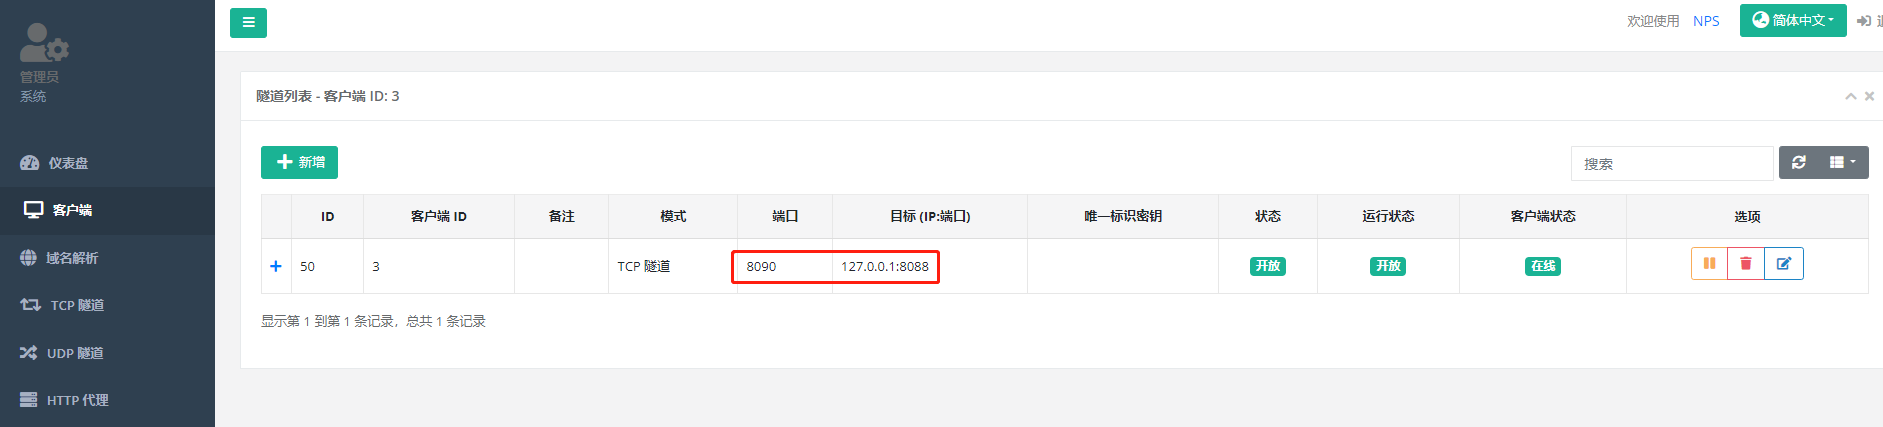 欢迎使用 NPS 简体中文
管理员
系统
隧道列表 - 客户端 ID: 3
仪表盘
新增
搜索
客户端
ID 客户端 ID 备注 模式 端口 目标 (IP:端口) 唯一标识密钥 状态 运行状态 客户端状态 选项
域名解析
50 3 TCP 隧道 8090 127.0.0.1:8088 开放 开放 在线
TCP 隧道
显示第 1 到第 1 条记录，总共 1 条记录
UDP 隧道
HTTP 代理